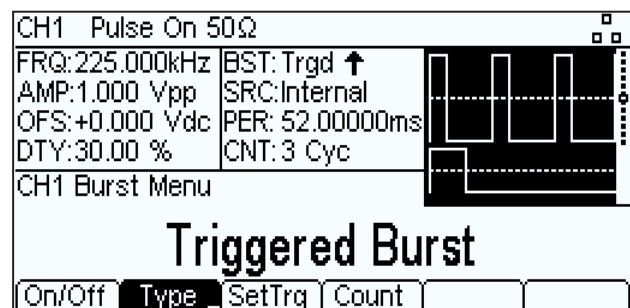 CH1 Pulse On 50Ω
FRQ:225.000kHz BST: Trgd ↑
AMP:1.000 Vpp SRC:Internal
OFS:+0.000 Vdc PER: 52.00000ms
DTY:30.00 % CNT: 3 Cyc
CH1 Burst Menu
Triggered Burst
On/Off Type SetTrg Count